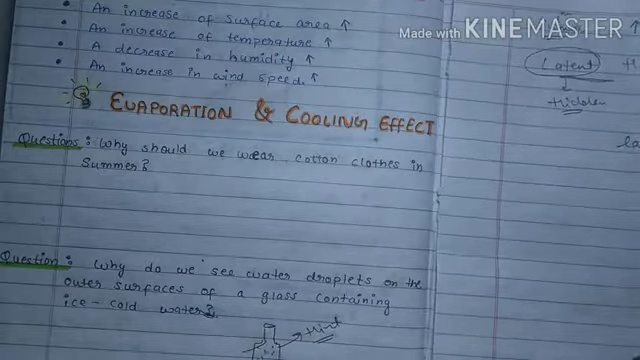 An increase of surface area ↑
An increase of temperature ↑
A decrease in humidity ↑
An increase in wind speed. ↑
Made with KINEMASTER
Latent
Hidden
EVAPORATION & COOLING EFFECT
Questions: Why should we wear cotton clothes in
Summer?
Question: Why do we see water droplets on the
outer surfaces of a glass containing
ice-cold water?
Hint